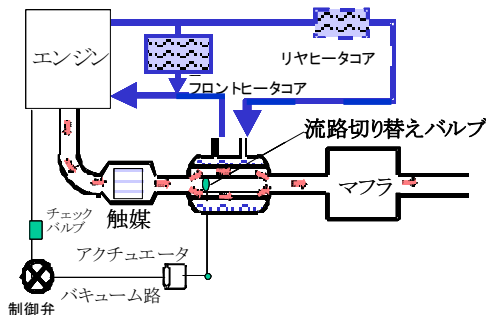 エンジン
リヤヒータコア
フロントヒータコア
流路切り替えバルブ
マフラ
触媒
チェック
バルブ
アクチュエータ
バキューム路
制御弁